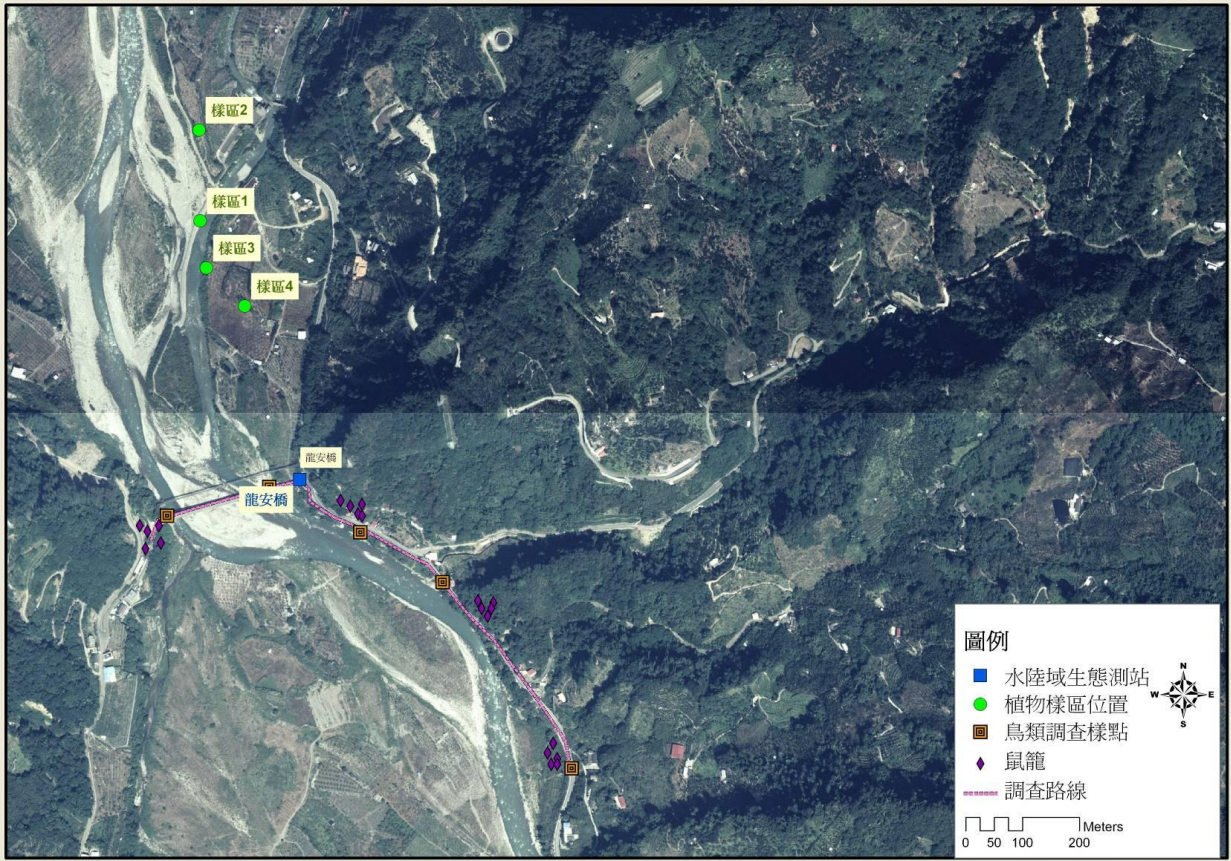 樣區2
樣區1
樣區3
樣區4
龍安橋
龍安橋
圖例
水陸域生態測站
植物樣區位置
鳥類調查樣點
鼠籠
調查路線
N
W E
S
Meters
0 50 100 200